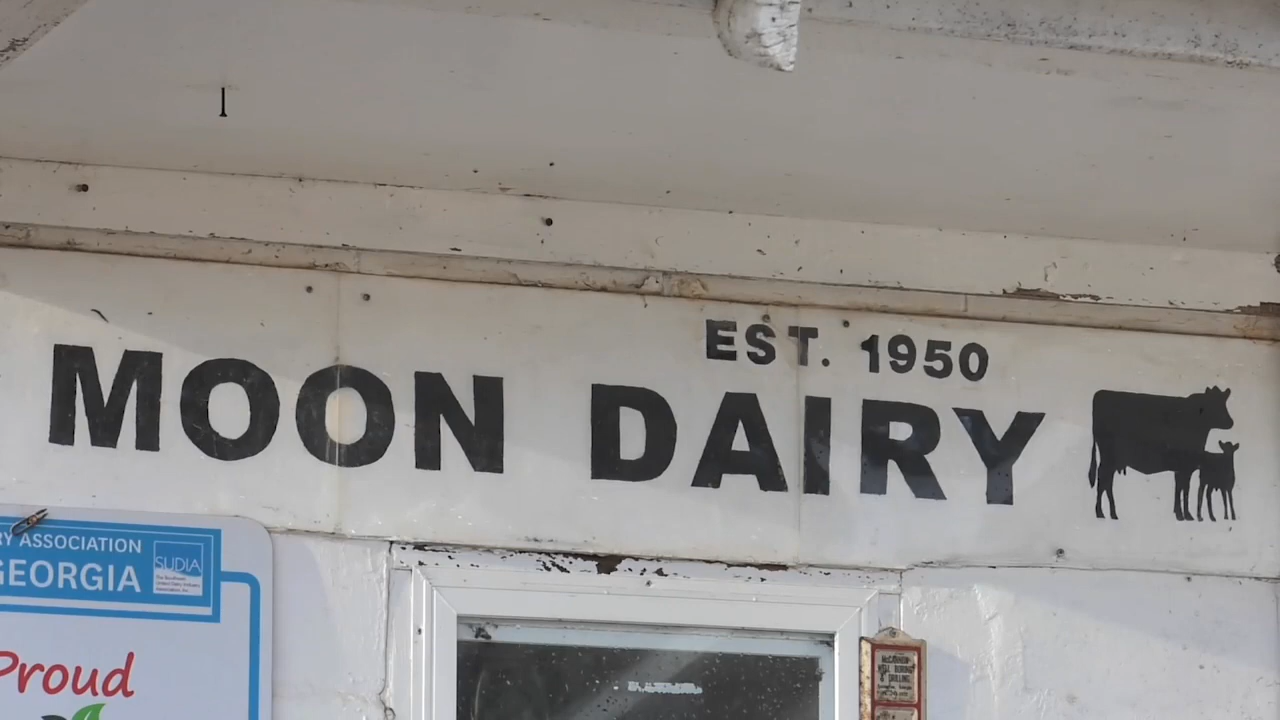 EST. 1950
MOON DAIRY
RY ASSOCIATION
GEORGIA
SUDIA
Proud